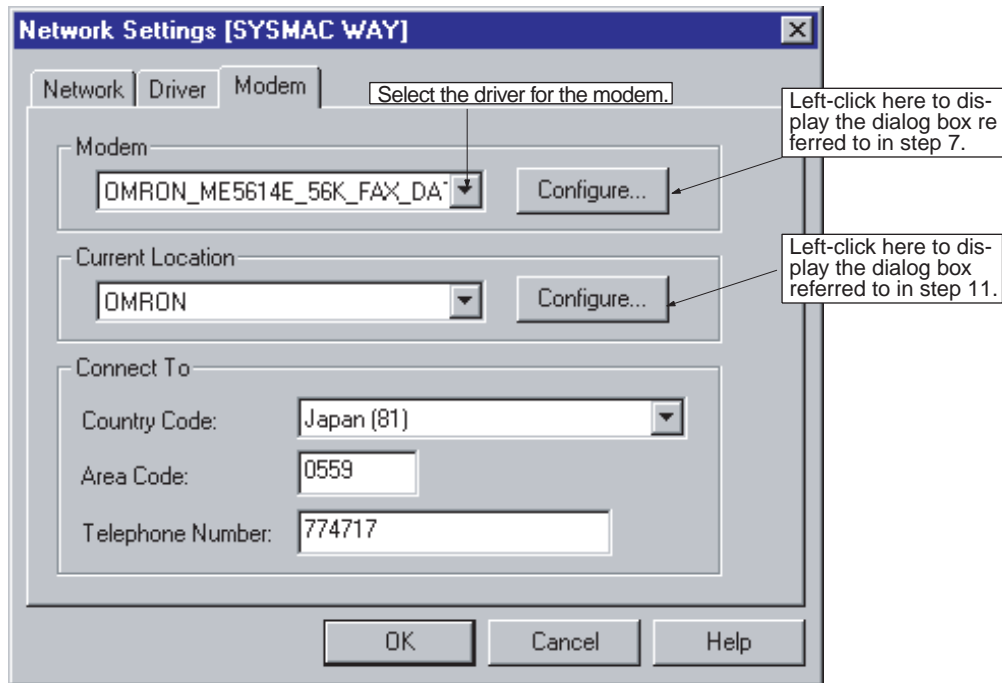 Network Settings [SYSMAC WAY]
Network Driver Modem
Select the driver for the modem.
Left-click here to dis-
play the dialog box re
ferred to in step 7.
Modem
OMRON_ME5614E_56K_FAX_DAT
Configure...
Left-click here to dis-
play the dialog box
referred to in step 11.
Current Location
OMRON
Configure...
Connect To
Country Code:
Japan (81)
Area Code:
0559
Telephone Number:
774717
OK Cancel Help